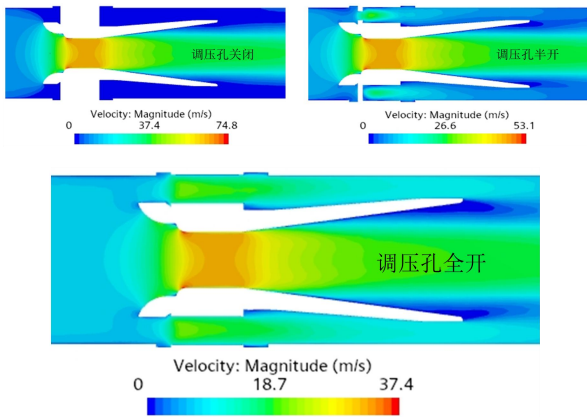 调压孔关闭
调压孔半开
Velocity: Magnitude (m/s)
0 37.4 74.8
Velocity: Magnitude (m/s)
0 26.6 53.1
调压孔全开
Velocity: Magnitude (m/s)
0 18.7 37.4